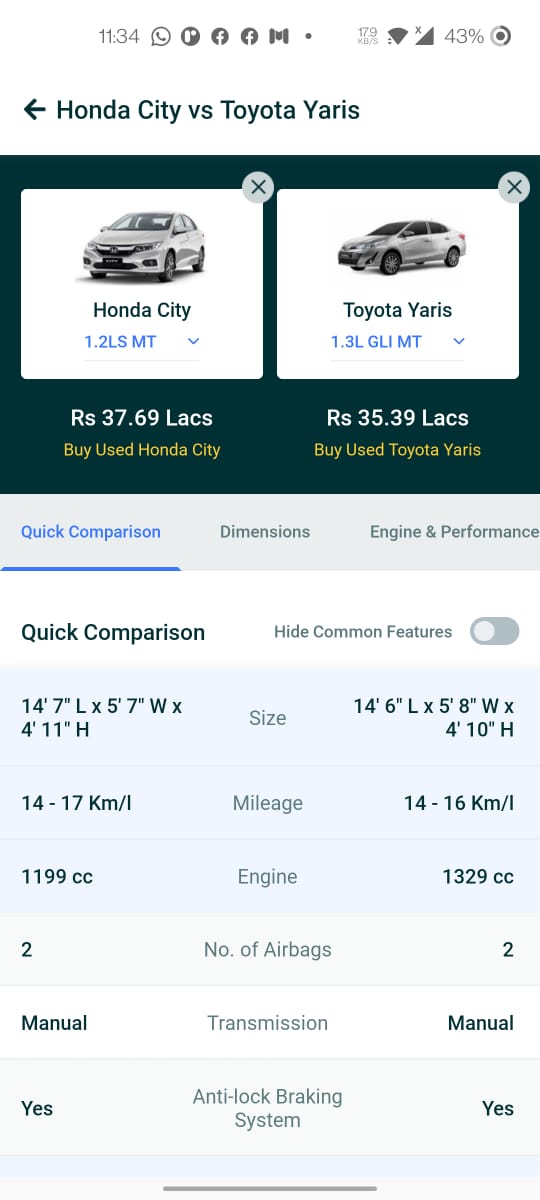 11:34
17.9
KB/S
X
43%
Honda City vs Toyota Yaris
Honda City
1.2LS MT
Toyota Yaris
1.3L GLI MT
Rs 37.69 Lacs
Buy Used Honda City
Rs 35.39 Lacs
Buy Used Toyota Yaris
Quick Comparison
Dimensions
Engine & Performance
Quick Comparison
Hide Common Features
14' 7" L x 5' 7" W x
4' 11" H
Size
14' 6" L x 5' 8" W x
4' 10" H
14 - 17 Km/l
Mileage
14 - 16 Km/l
1199 cc
Engine
1329 cc
2
No. of Airbags
2
Manual
Transmission
Manual
Yes
Anti-lock Braking
System
Yes